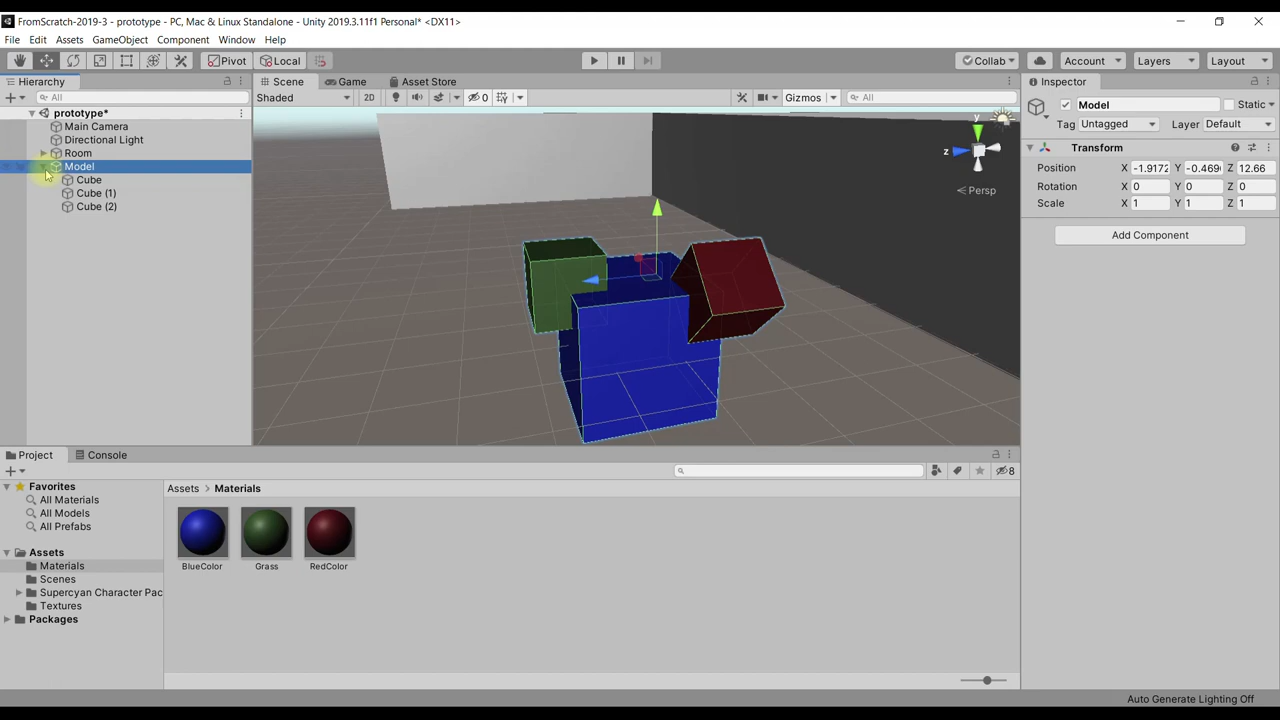 FromScratch-2019-3 - prototype - PC, Mac & Linux Standalone - Unity 2019.3.11f1 Personal* <DX11>
File Edit Assets GameObject Component Window Help
Pivot Local Collab Account Layers Layout
Hierarchy
All
prototype*
Main Camera
Directional Light
Room
Model
Cube
Cube (1)
Cube (2)
Scene Game Asset Store
Shaded 2D 0 Gizmos All
y
z
Persp
Inspector
Model Static
Tag Untagged Layer Default
Transform
Position X -1.9172 Y -0.469 Z 12.66
Rotation X 0 Y 0 Z 0
Scale X 1 Y 1 Z 1
Add Component
Project Console
8
Favorites
All Materials
All Models
All Prefabs
Assets
Materials
Scenes
Supercyan Character Pac
Textures
Packages
Assets > Materials
BlueColor Grass RedColor
Auto Generate Lighting Off